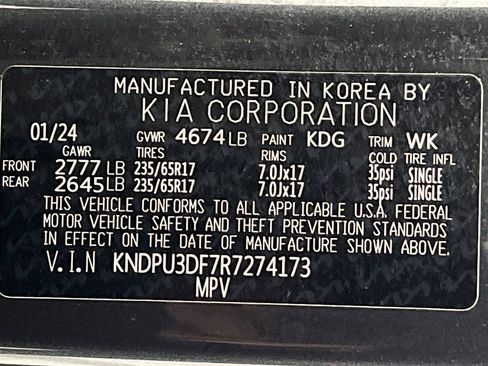 MANUFACTURED IN KOREA BY
KIA CORPORATION
01/24 GVWR 4674 LB PAINT KDG TRIM WK
GAWR TIRES RIMS COLD TIRE INFL
FRONT 2777 LB 235/65R17 7.0Jx17 35psi SINGLE
REAR 2645 LB 235/65R17 7.0Jx17 35psi SINGLE
THIS VEHICLE CONFORMS TO ALL APPLICABLE U.S.A. FEDERAL
MOTOR VEHICLE SAFETY AND THEFT PREVENTION STANDARDS
IN EFFECT ON THE DATE OF MANUFACTURE SHOWN ABOVE.
V.I.N KNDPU3DF7R7274173
MPV